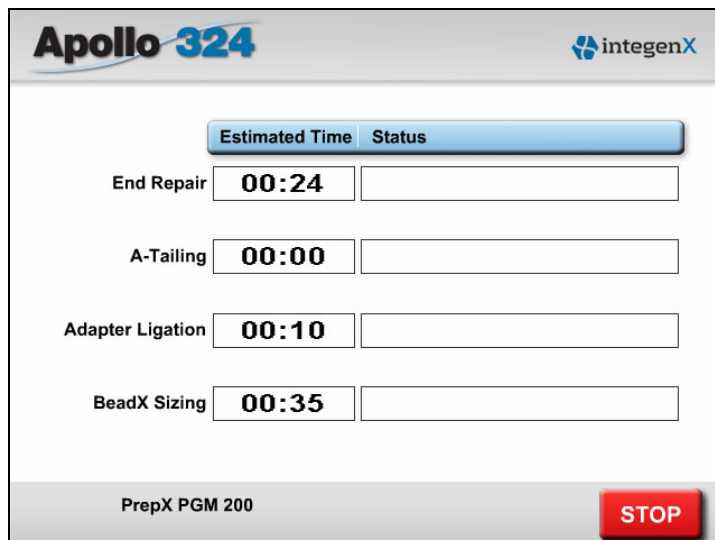 Apollo 324
integenX
Estimated Time Status
End Repair 00:24
A-Tailing 00:00
Adapter Ligation 00:10
BeadX Sizing 00:35
PrepX PGM 200
STOP